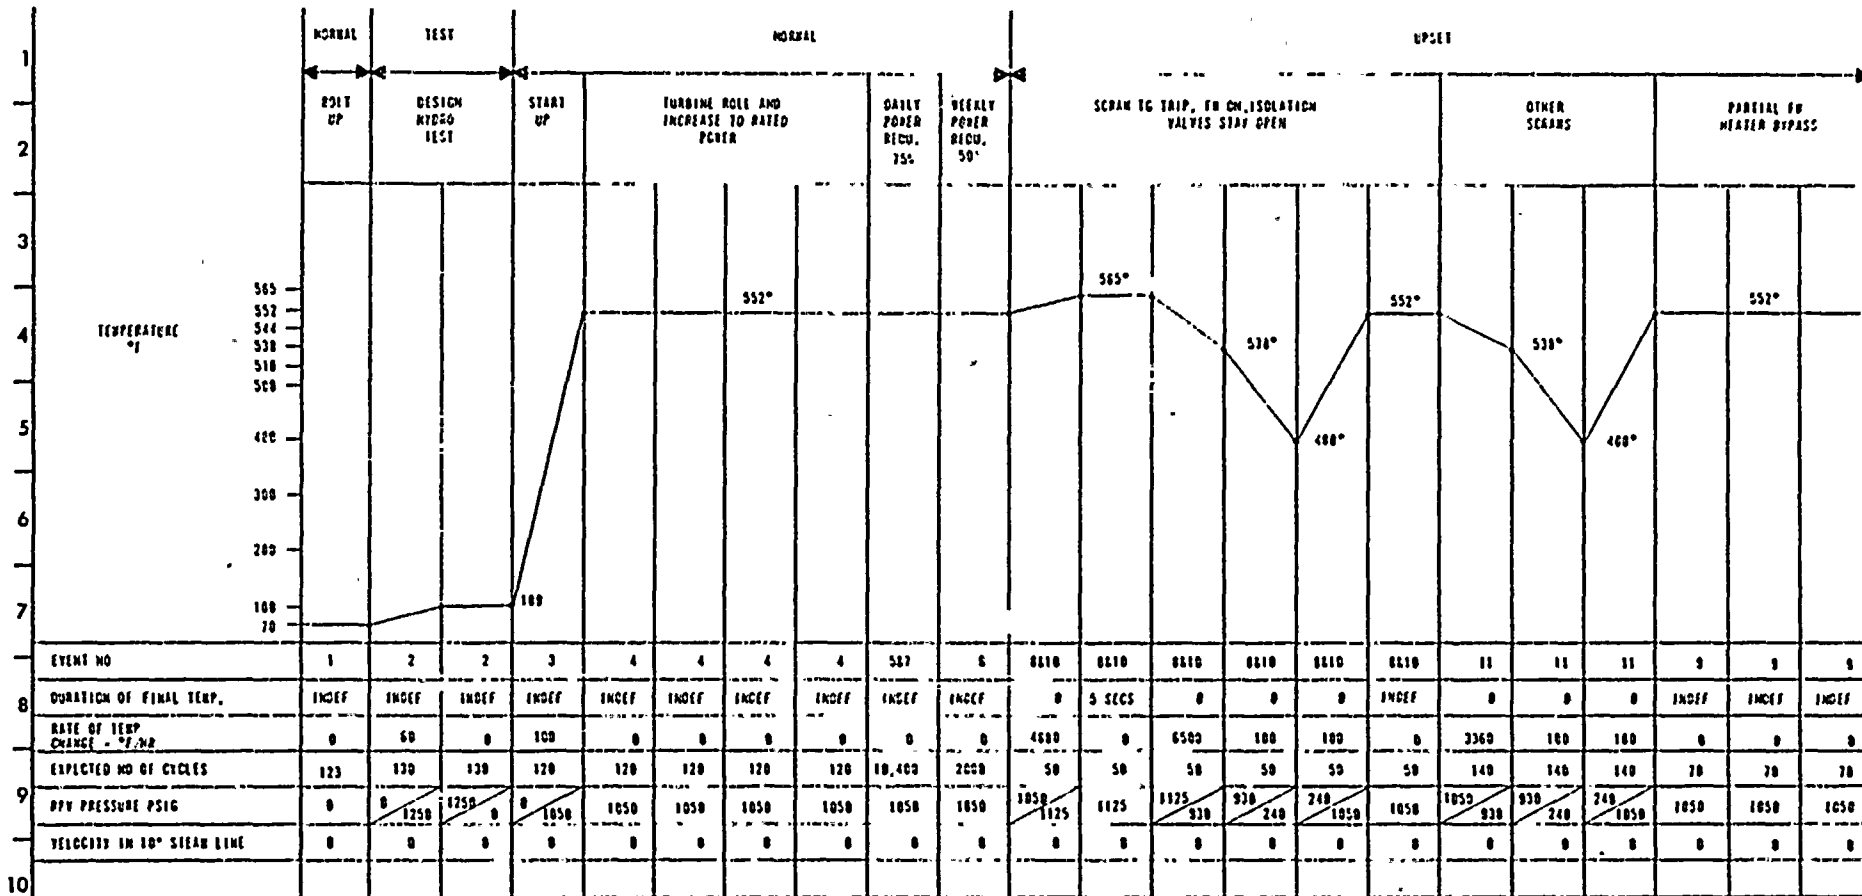 NORMAL TEST NORMAL UPSET
1
BOLT UP
DESIGN HYDRO TEST
START UP
TURBINE ROLL AND INCREASE TO RATED POWER
DAILY POWER REDU. 75%
WEEKLY POWER REDU. 50%
SCRAM TG TRIP, FW ON, ISOLATION VALVES STAY OPEN
OTHER SCRAMS
PARTIAL FW HEATER BYPASS
2
3
4
5
6
7
8
9
10
TEMPERATURE °F
565
552
544
538
510
500
400
300
200
100
70
100
552°
565°
538°
400°
552°
538°
400°
552°
EVENT NO 1 2 2 3 4 4 4 4 5&7 6 8&10 8&10 8&10 8&10 8&10 8&10 11 11 11 9 9 9
DURATION OF FINAL TEMP. INDEF INDEF INDEF INDEF INDEF INDEF INDEF INDEF INDEF INDEF 0 5 SECS 0 0 0 INDEF 0 0 0 INDEF INDEF INDEF
RATE OF TEMP CHANGE - °F/HR 0 60 0 100 0 0 0 0 0 0 0 6500 100 100 0 3360 100 100 0 0 0
EXPECTED NO OF CYCLES 123 130 130 120 120 120 120 120 10,400 2000 50 50 50 50 50 50 140 140 140 70 70 70
RPV PRESSURE PSIG 0 0/1250 1250/0 0/1050 1050 1050 1050 1050 1050 1050 1050/1125 1125 1125/930 930/240 240/1050 1050 1050/930 930/240 240/1050 1050 1050 1050
VELOCITY IN 10" STEAM LINE 0 0 0 0 0 0 0 0 0 0 0 0 0 0 0 0 0 0 0 0 0 0